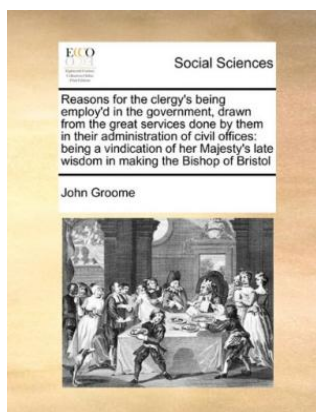 ECCO
Social Sciences
Reasons for the clergy's being
employ'd in the government, drawn
from the great services done by them
in their administration of civil offices:
being a vindication of her Majesty's late
wisdom in making the Bishop of Bristol
John Groome